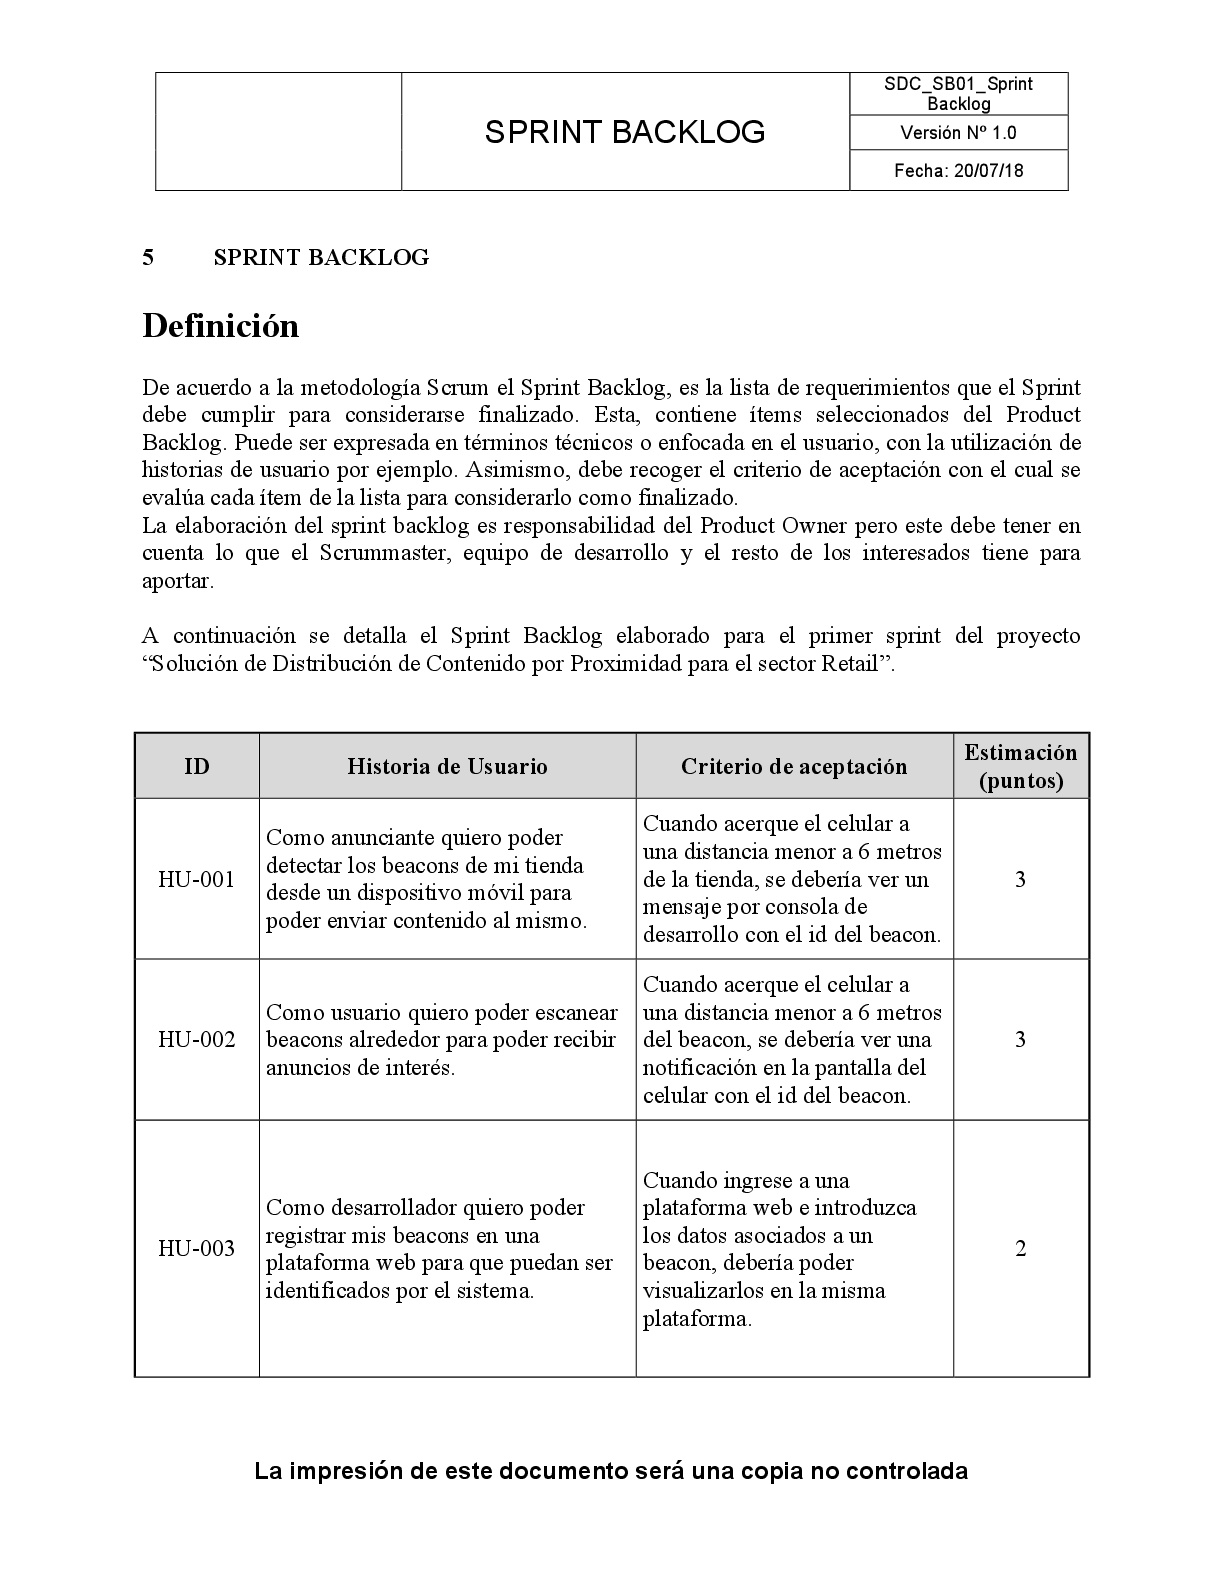 SPRINT BACKLOG
SDC_SB01_Sprint
Backlog
Versión Nº 1.0
Fecha: 20/07/18
5 SPRINT BACKLOG
Definición
De acuerdo a la metodología Scrum el Sprint Backlog, es la lista de requerimientos que el Sprint
debe cumplir para considerarse finalizado. Esta, contiene ítems seleccionados del Product
Backlog. Puede ser expresada en términos técnicos o enfocada en el usuario, con la utilización de
historias de usuario por ejemplo. Asimismo, debe recoger el criterio de aceptación con el cual se
evalúa cada ítem de la lista para considerarlo como finalizado.
La elaboración del sprint backlog es responsabilidad del Product Owner pero este debe tener en
cuenta lo que el Scrummaster, equipo de desarrollo y el resto de los interesados tiene para
aportar.
A continuación se detalla el Sprint Backlog elaborado para el primer sprint del proyecto
“Solución de Distribución de Contenido por Proximidad para el sector Retail”.
ID
Historia de Usuario
Criterio de aceptación
Estimación
(puntos)
HU-001
Como anunciante quiero poder
detectar los beacons de mi tienda
desde un dispositivo móvil para
poder enviar contenido al mismo.
Cuando acerque el celular a
una distancia menor a 6 metros
de la tienda, se debería ver un
mensaje por consola de
desarrollo con el id del beacon.
3
HU-002
Como usuario quiero poder escanear
beacons alrededor para poder recibir
anuncios de interés.
Cuando acerque el celular a
una distancia menor a 6 metros
del beacon, se debería ver una
notificación en la pantalla del
celular con el id del beacon.
3
HU-003
Como desarrollador quiero poder
registrar mis beacons en una
plataforma web para que puedan ser
identificados por el sistema.
Cuando ingrese a una
plataforma web e introduzca
los datos asociados a un
beacon, debería poder
visualizarlos en la misma
plataforma.
2
La impresión de este documento será una copia no controlada